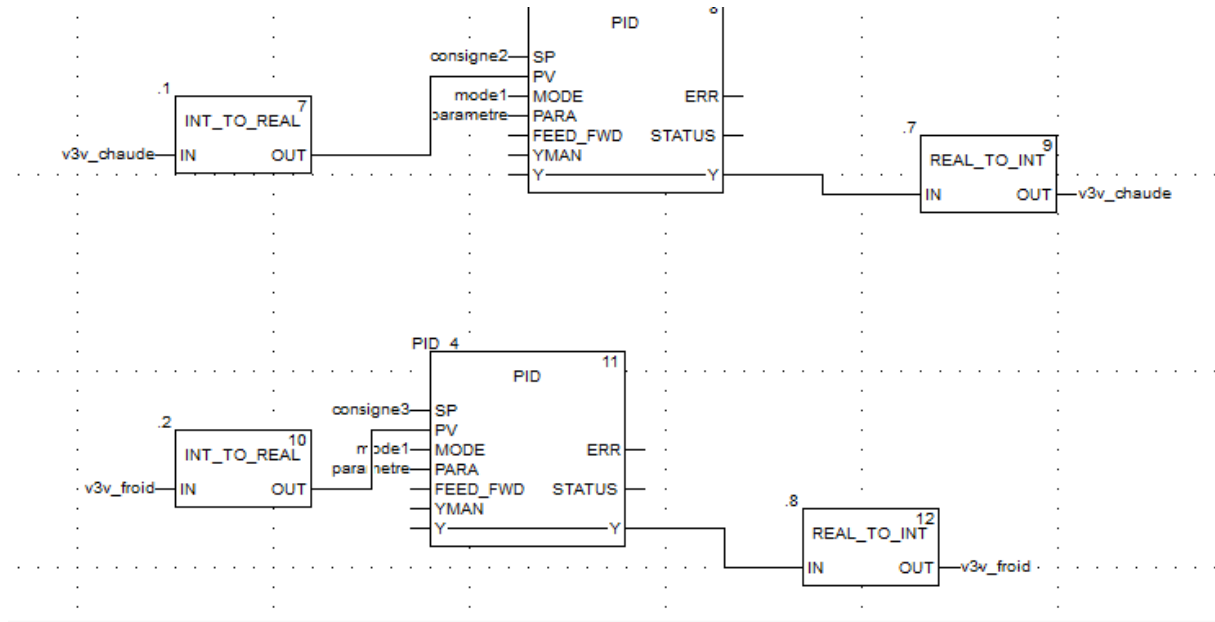 8
PID
consigne2 SP
PV
.1
mode1 MODE ERR
7
parametre PARA
INT_TO_REAL
FEED_FWD STATUS
.7
9
v3v_chaude IN OUT
YMAN
REAL_TO_INT
Y Y
IN OUT v3v_chaude
PID_4
11
PID
consigne3 SP
.2
PV
10
INT_TO_REAL
mode1 MODE ERR
parametre PARA
v3v_froid IN OUT
FEED_FWD STATUS
.8
YMAN
12
Y Y
REAL_TO_INT
IN OUT v3v_froid